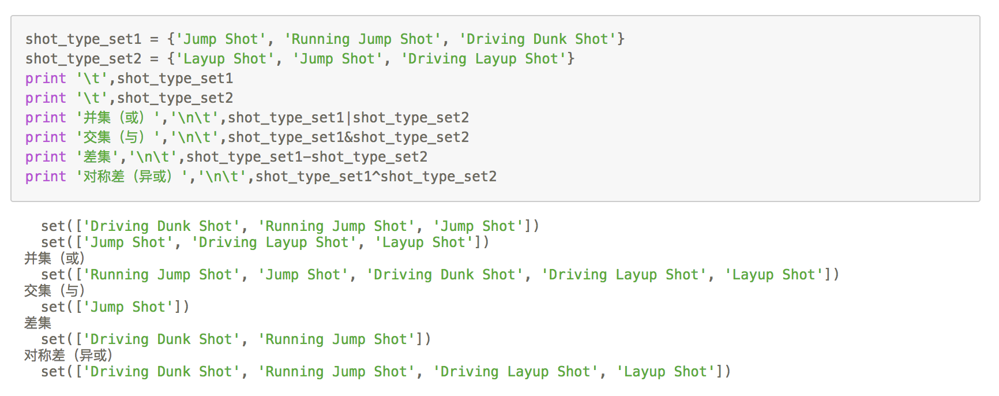 shot_type_set1 = {'Jump Shot', 'Running Jump Shot', 'Driving Dunk Shot'}
shot_type_set2 = {'Layup Shot', 'Jump Shot', 'Driving Layup Shot'}
print '\t',shot_type_set1
print '\t',shot_type_set2
print '并集（或）','\n\t',shot_type_set1|shot_type_set2
print '交集（与）','\n\t',shot_type_set1&shot_type_set2
print '差集','\n\t',shot_type_set1-shot_type_set2
print '对称差（异或）','\n\t',shot_type_set1^shot_type_set2
set(['Driving Dunk Shot', 'Running Jump Shot', 'Jump Shot'])
set(['Jump Shot', 'Driving Layup Shot', 'Layup Shot'])
并集（或）
set(['Running Jump Shot', 'Jump Shot', 'Driving Dunk Shot', 'Driving Layup Shot', 'Layup Shot'])
交集（与）
set(['Jump Shot'])
差集
set(['Driving Dunk Shot', 'Running Jump Shot'])
对称差（异或）
set(['Driving Dunk Shot', 'Running Jump Shot', 'Driving Layup Shot', 'Layup Shot'])